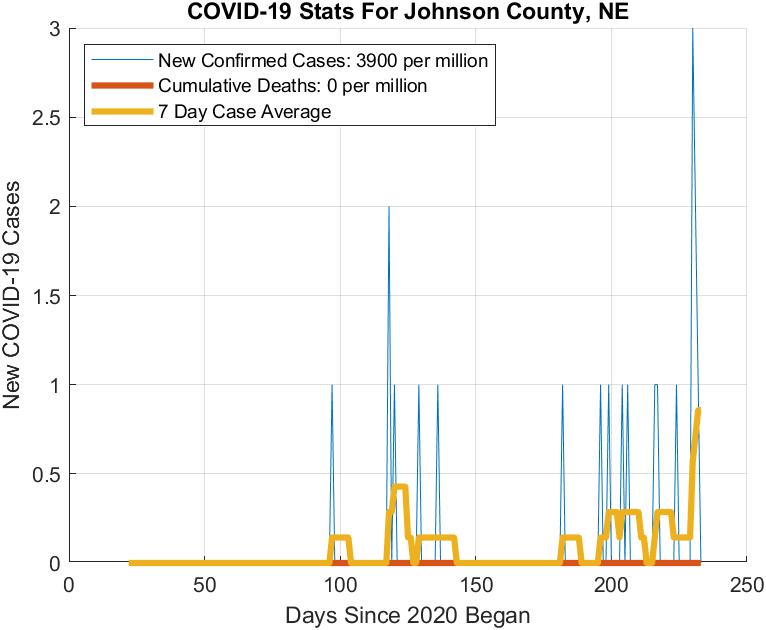 COVID-19 Stats For Johnson County, NE
New Confirmed Cases: 3900 per million
Cumulative Deaths: 0 per million
7 Day Case Average
New COVID-19 Cases
3
2.5
2
1.5
1
0.5
0
0 50 100 150 200 250
Days Since 2020 Began